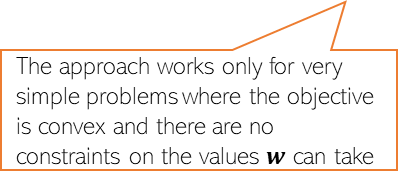 The approach works only for very
simple problems where the objective
is convex and there are no
constraints on the values w can take